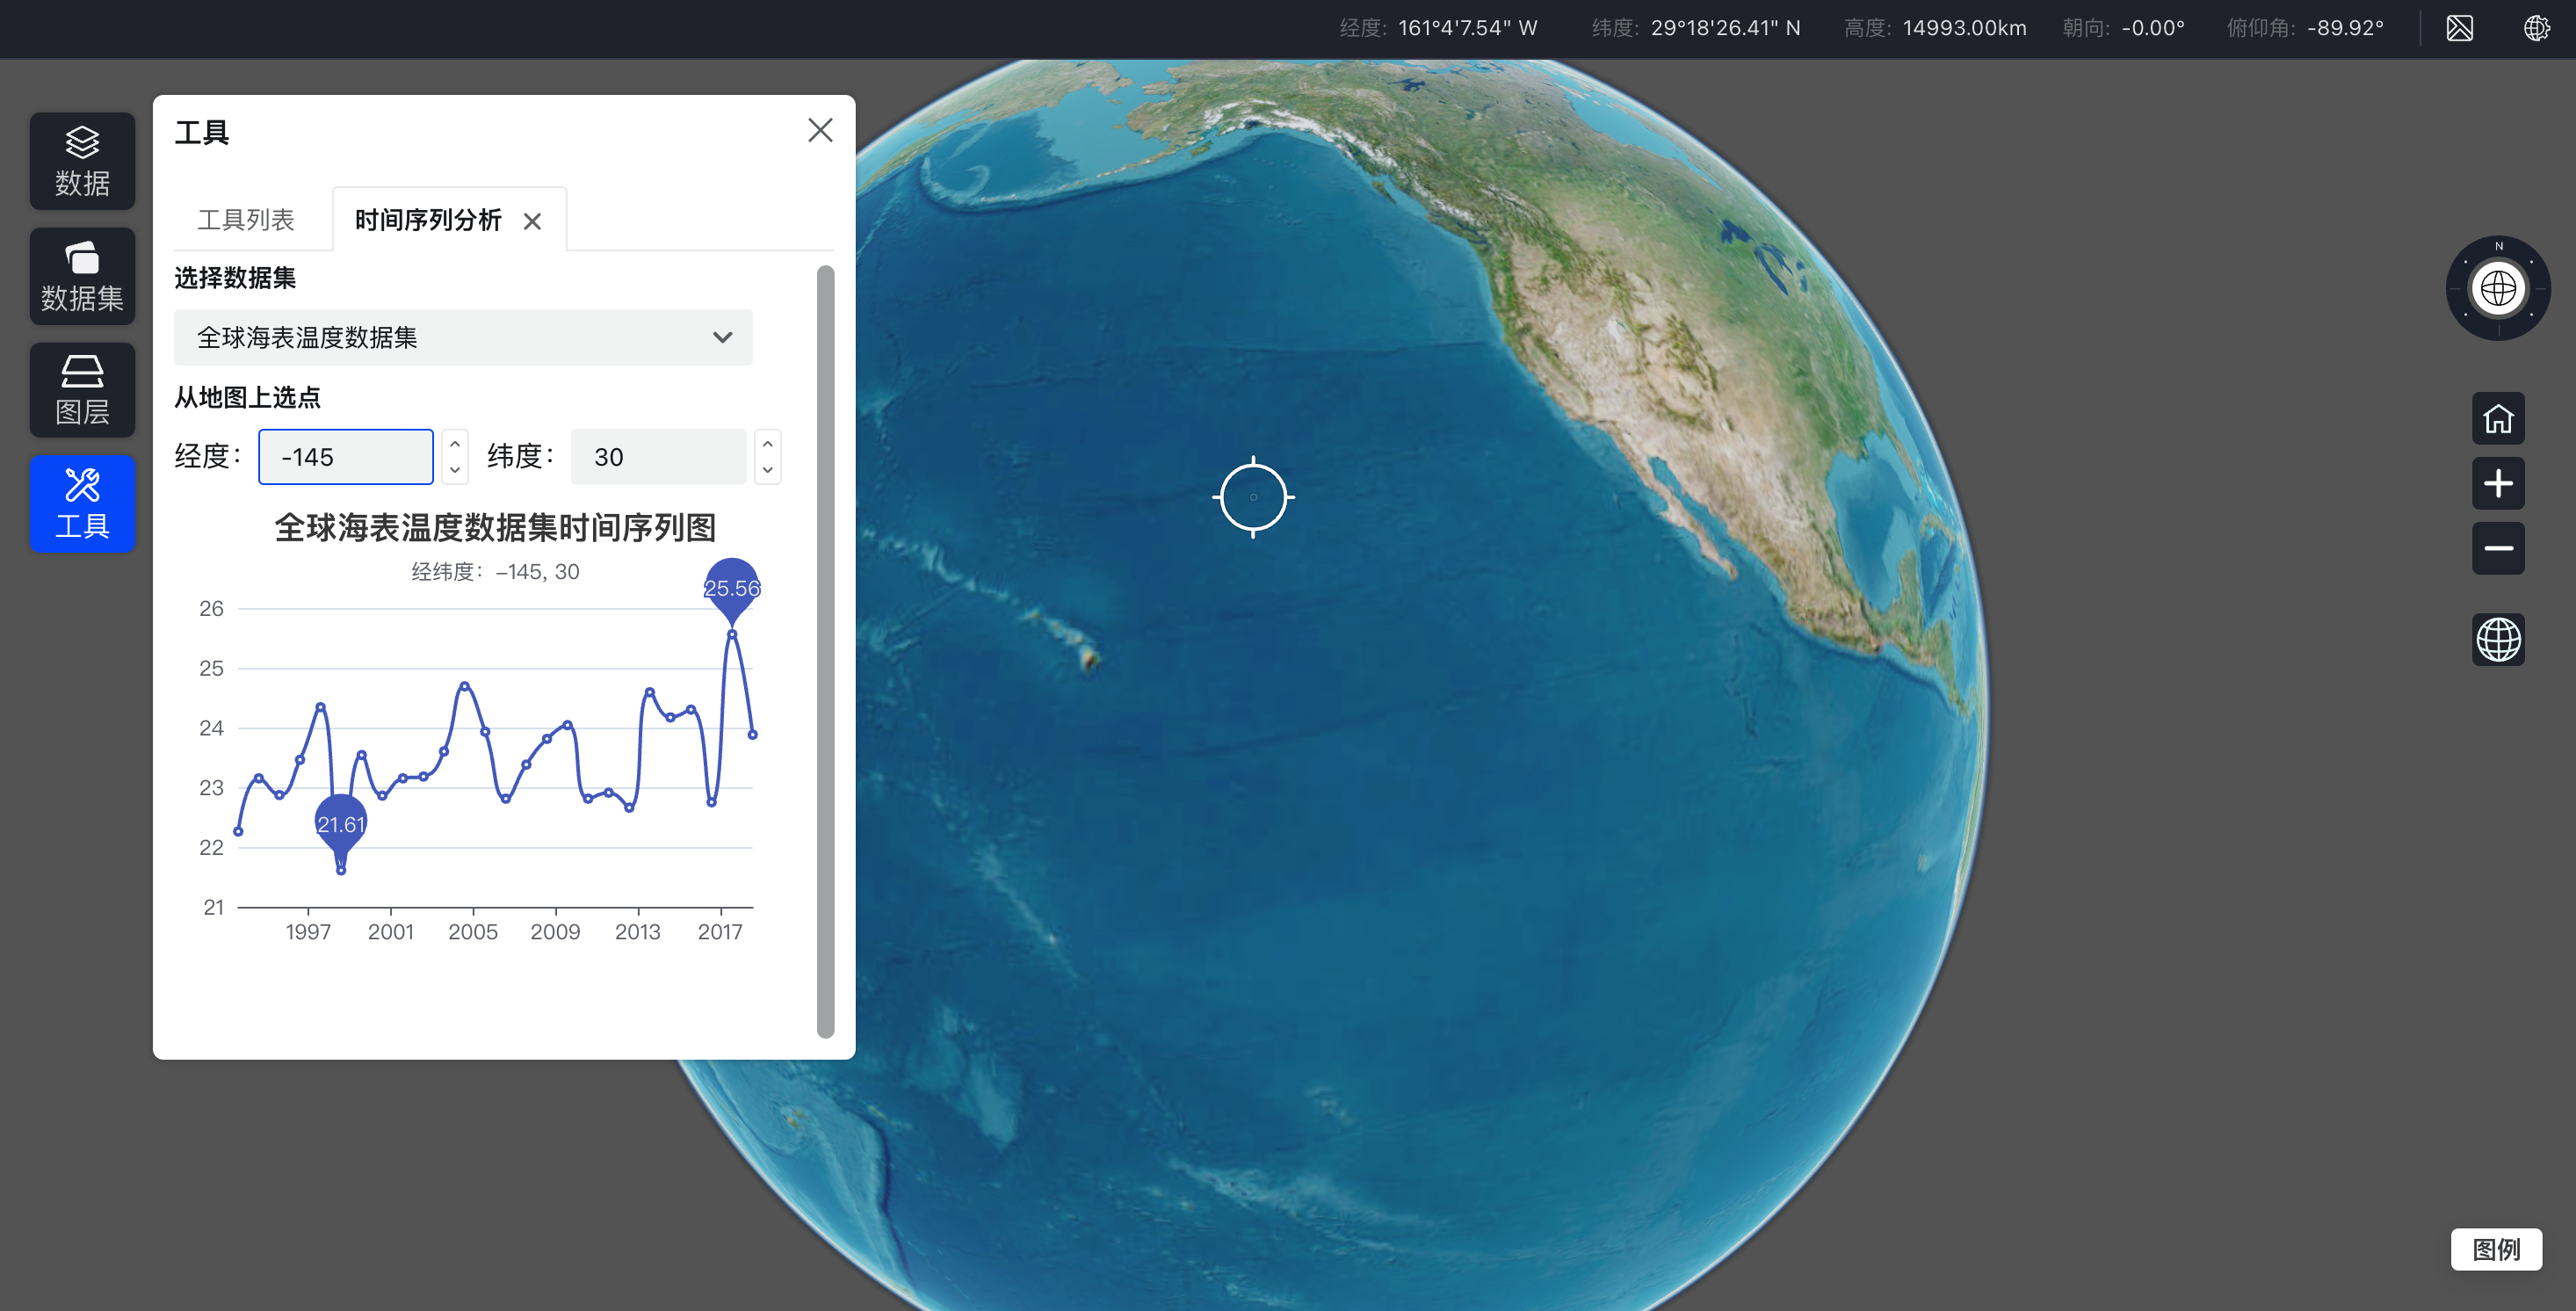 经度: 161°4'7.54" W 纬度: 29°18'26.41" N 高度: 14993.00km 朝向: -0.00° 俯仰角: -89.92°
数据
数据集
图层
工具
工具
工具列表 时间序列分析
选择数据集
全球海表温度数据集
从地图上选点
经度： -145 纬度： 30
全球海表温度数据集时间序列图
经纬度：-145, 30
25.56
21.61
26
25
24
23
22
21
1997 2001 2005 2009 2013 2017
N
图例